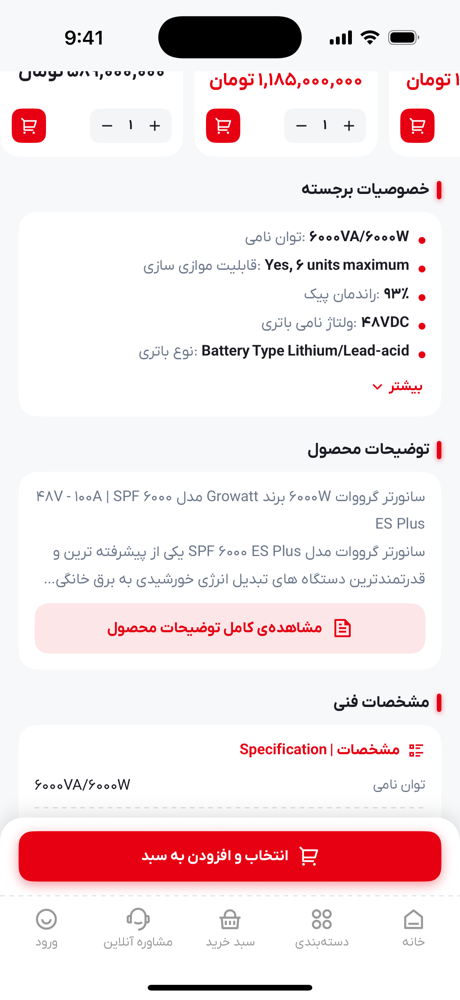 9:41
۱,۱۸۵,۰۰۰,۰۰۰ تومان
۱
۱
خصوصیات برجسته
توان نامی: ۶۰۰۰VA/۶۰۰۰W
قابلیت موازی سازی: Yes, ۶ units maximum
راندمان پیک: ۹۳٪
ولتاژ نامی باتری: ۴۸VDC
نوع باتری: Battery Type Lithium/Lead-acid
بیشتر
توضیحات محصول
سانورتر گرووات ۶۰۰۰W برند Growatt مدل ۴۸V - ۱۰۰A | SPF ۶۰۰۰
ES Plus
سانورتر گرووات مدل SPF ۶۰۰۰ ES Plus یکی از پیشرفته ترین و
قدرتمندترین دستگاه های تبدیل انرژی خورشیدی به برق خانگی...
مشاهده‌ی کامل توضیحات محصول
مشخصات فنی
مشخصات | Specification
توان نامی ۶۰۰۰VA/۶۰۰۰W
انتخاب و افزودن به سبد
خانه
دسته‌بندی
سبد خرید
مشاوره آنلاین
ورود